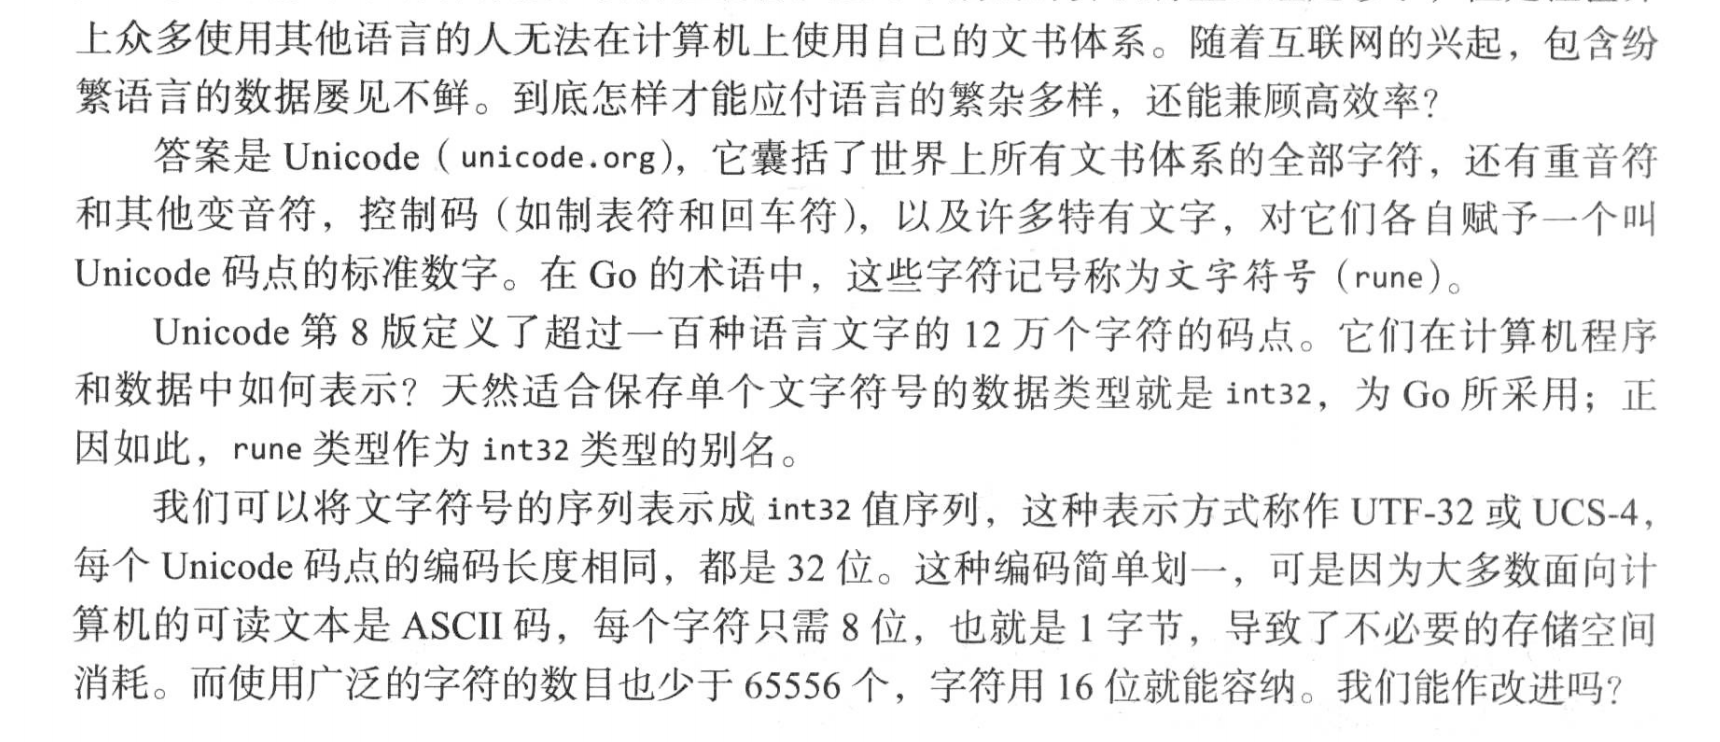 上众多使用其他语言的人无法在计算机上使用自己的文书体系。随着互联网的兴起，包含纷
繁语言的数据屡见不鲜。到底怎样才能应付语言的繁杂多样，还能兼顾高效率？
答案是 Unicode（unicode.org），它囊括了世界上所有文书体系的全部字符，还有重音符
和其他变音符，控制码（如制表符和回车符），以及许多特有文字，对它们各自赋予一个叫
Unicode 码点的标准数字。在 Go 的术语中，这些字符记号称为文字符号（rune）。
Unicode 第 8 版定义了超过一百种语言文字的 12 万个字符的码点。它们在计算机程序
和数据中如何表示？天然适合保存单个文字符号的数据类型就是 int32，为 Go 所采用；正
因如此，rune 类型作为 int32 类型的别名。
我们可以将文字符号的序列表示成 int32 值序列，这种表示方式称作 UTF-32 或 UCS-4，
每个 Unicode 码点的编码长度相同，都是 32 位。这种编码简单划一，可是因为大多数面向计
算机的可读文本是 ASCII 码，每个字符只需 8 位，也就是 1 字节，导致了不必要的存储空间
消耗。而使用广泛的字符的数目也少于 65556 个，字符用 16 位就能容纳。我们能作改进吗？